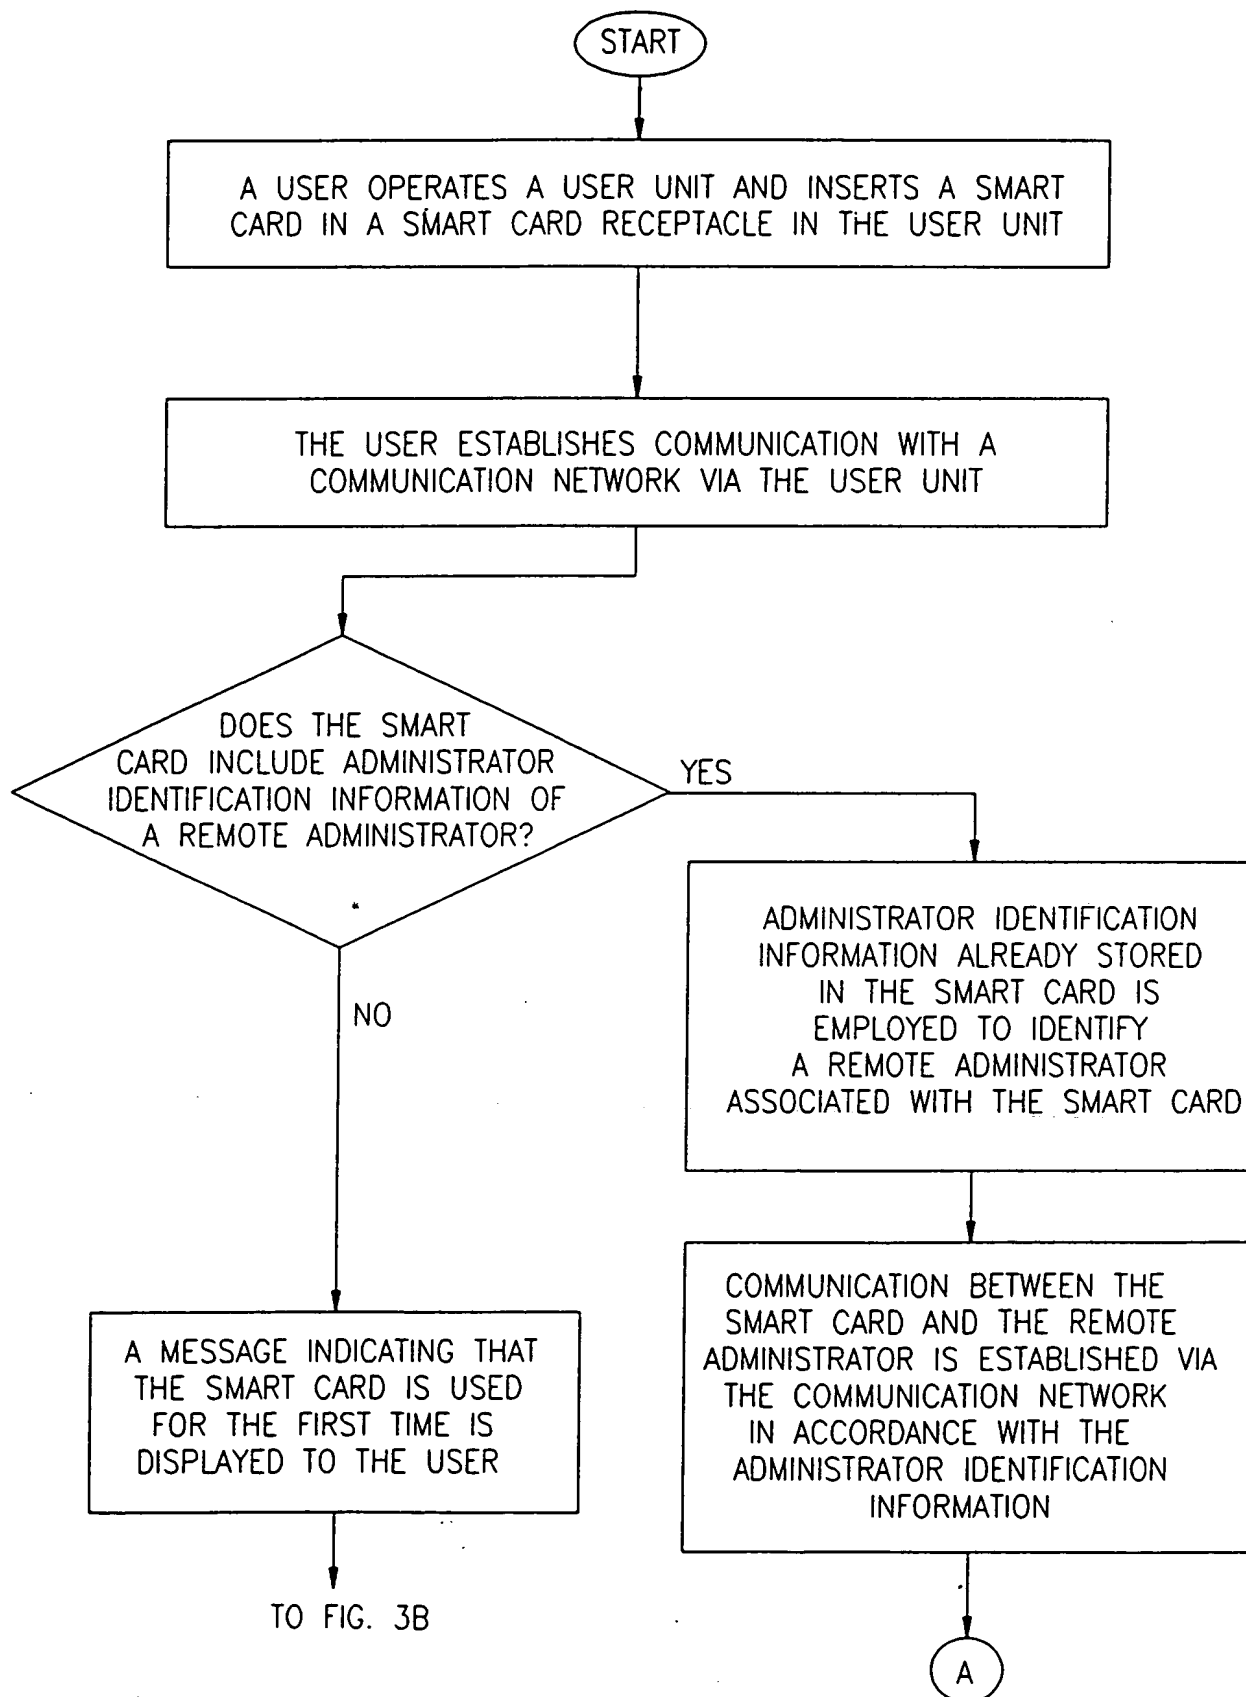 START
A USER OPERATES A USER UNIT AND INSERTS A SMART
CARD IN A SMART CARD RECEPTACLE IN THE USER UNIT
THE USER ESTABLISHES COMMUNICATION WITH A
COMMUNICATION NETWORK VIA THE USER UNIT
DOES THE SMART
CARD INCLUDE ADMINISTRATOR
IDENTIFICATION INFORMATION OF
A REMOTE ADMINISTRATOR?
YES
NO
ADMINISTRATOR IDENTIFICATION
INFORMATION ALREADY STORED
IN THE SMART CARD IS
EMPLOYED TO IDENTIFY
A REMOTE ADMINISTRATOR
ASSOCIATED WITH THE SMART CARD
COMMUNICATION BETWEEN THE
SMART CARD AND THE REMOTE
ADMINISTRATOR IS ESTABLISHED VIA
THE COMMUNICATION NETWORK
IN ACCORDANCE WITH THE
ADMINISTRATOR IDENTIFICATION
INFORMATION
A MESSAGE INDICATING THAT
THE SMART CARD IS USED
FOR THE FIRST TIME IS
DISPLAYED TO THE USER
TO FIG. 3B
A